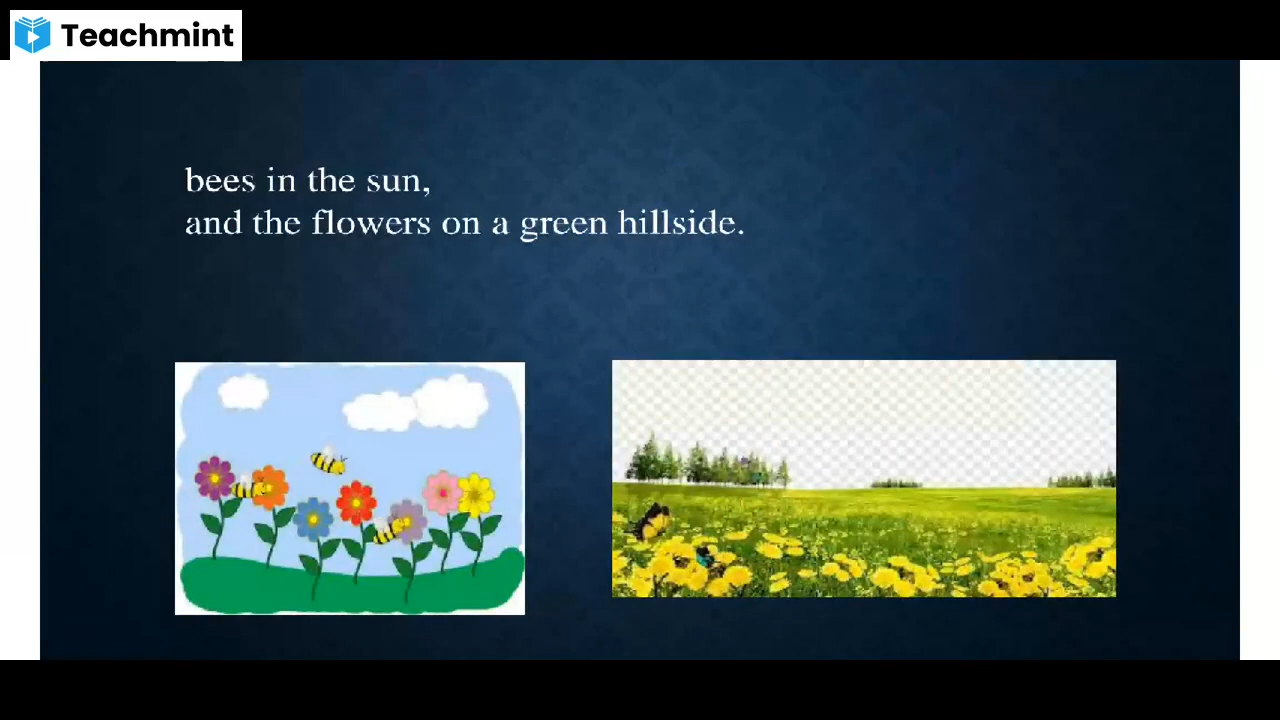 Teachmint
bees in the sun,
and the flowers on a green hillside.